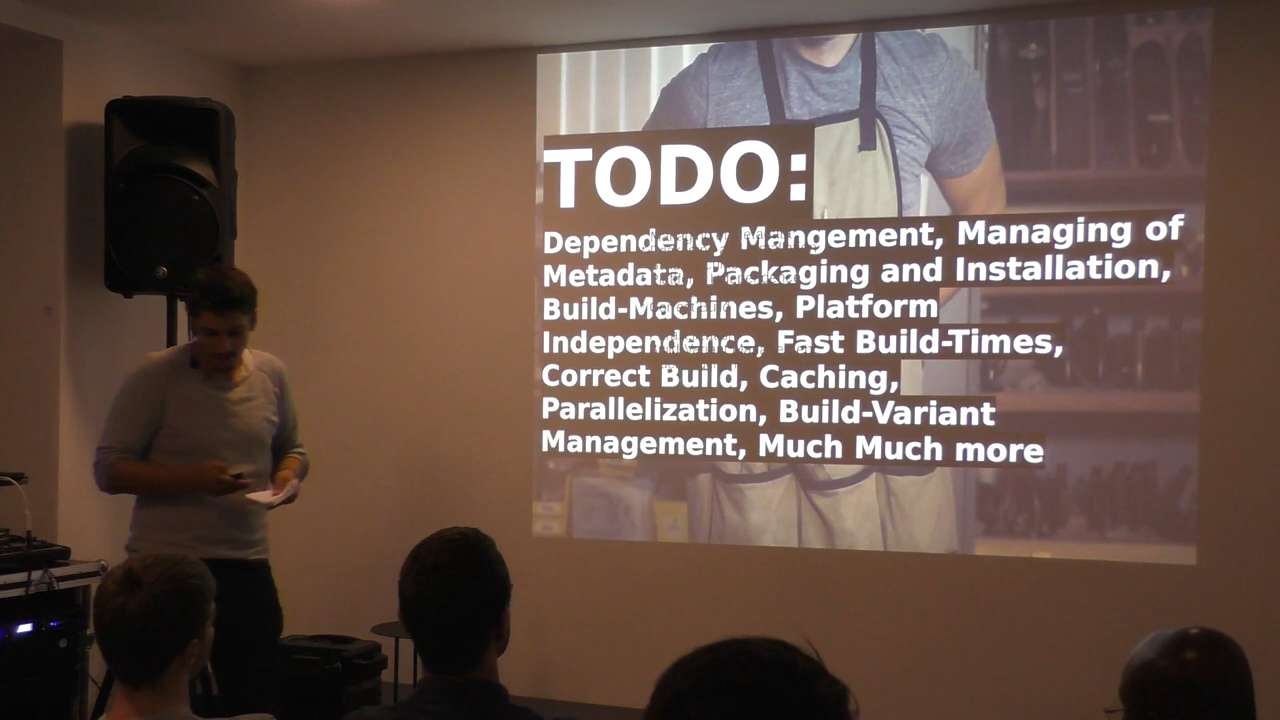 TODO:
Dependency Mangement, Managing of
Metadata, Packaging and Installation,
Build-Machines, Platform
Independence, Fast Build-Times,
Correct Build, Caching,
Parallelization, Build-Variant
Management, Much Much more